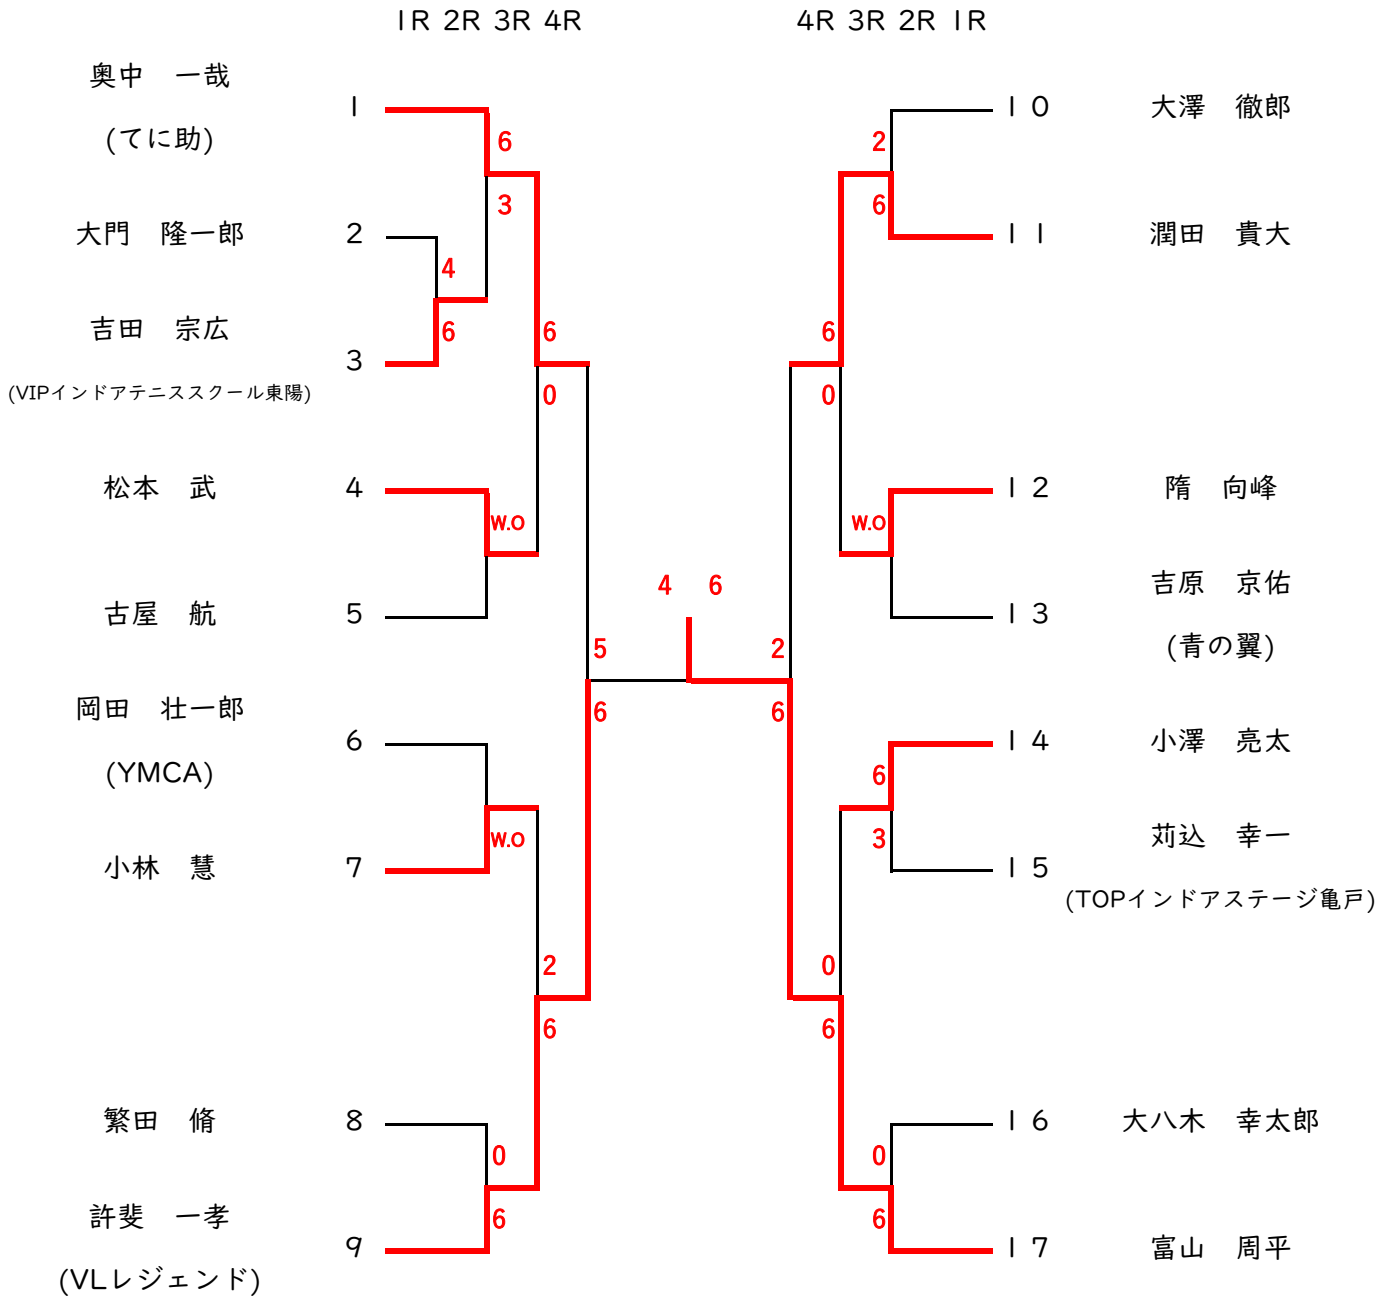 1R 2R 3R 4R
4R 3R 2R 1R
奥中　一哉
1
(てに助)
6
3
大門　隆一郎
2
4
6
吉田　宗広
3
(VIPインドアテニススクール東陽)
6
0
松本　武
4
W.O
古屋　航
5
5
6
岡田　壮一郎
6
(YMCA)
W.O
小林　慧
7
2
6
繁田　脩
8
0
6
許斐　一孝
9
(VLレジェンド)
4 6
10
大澤　徹郎
2
6
11
潤田　貴大
6
0
12
隋　向峰
W.O
吉原　京佑
13
(青の翼)
2
6
14
小澤　亮太
6
3
苅込　幸一
15
(TOPインドアステージ亀戸)
0
6
16
大八木　幸太郎
0
6
17
富山　周平